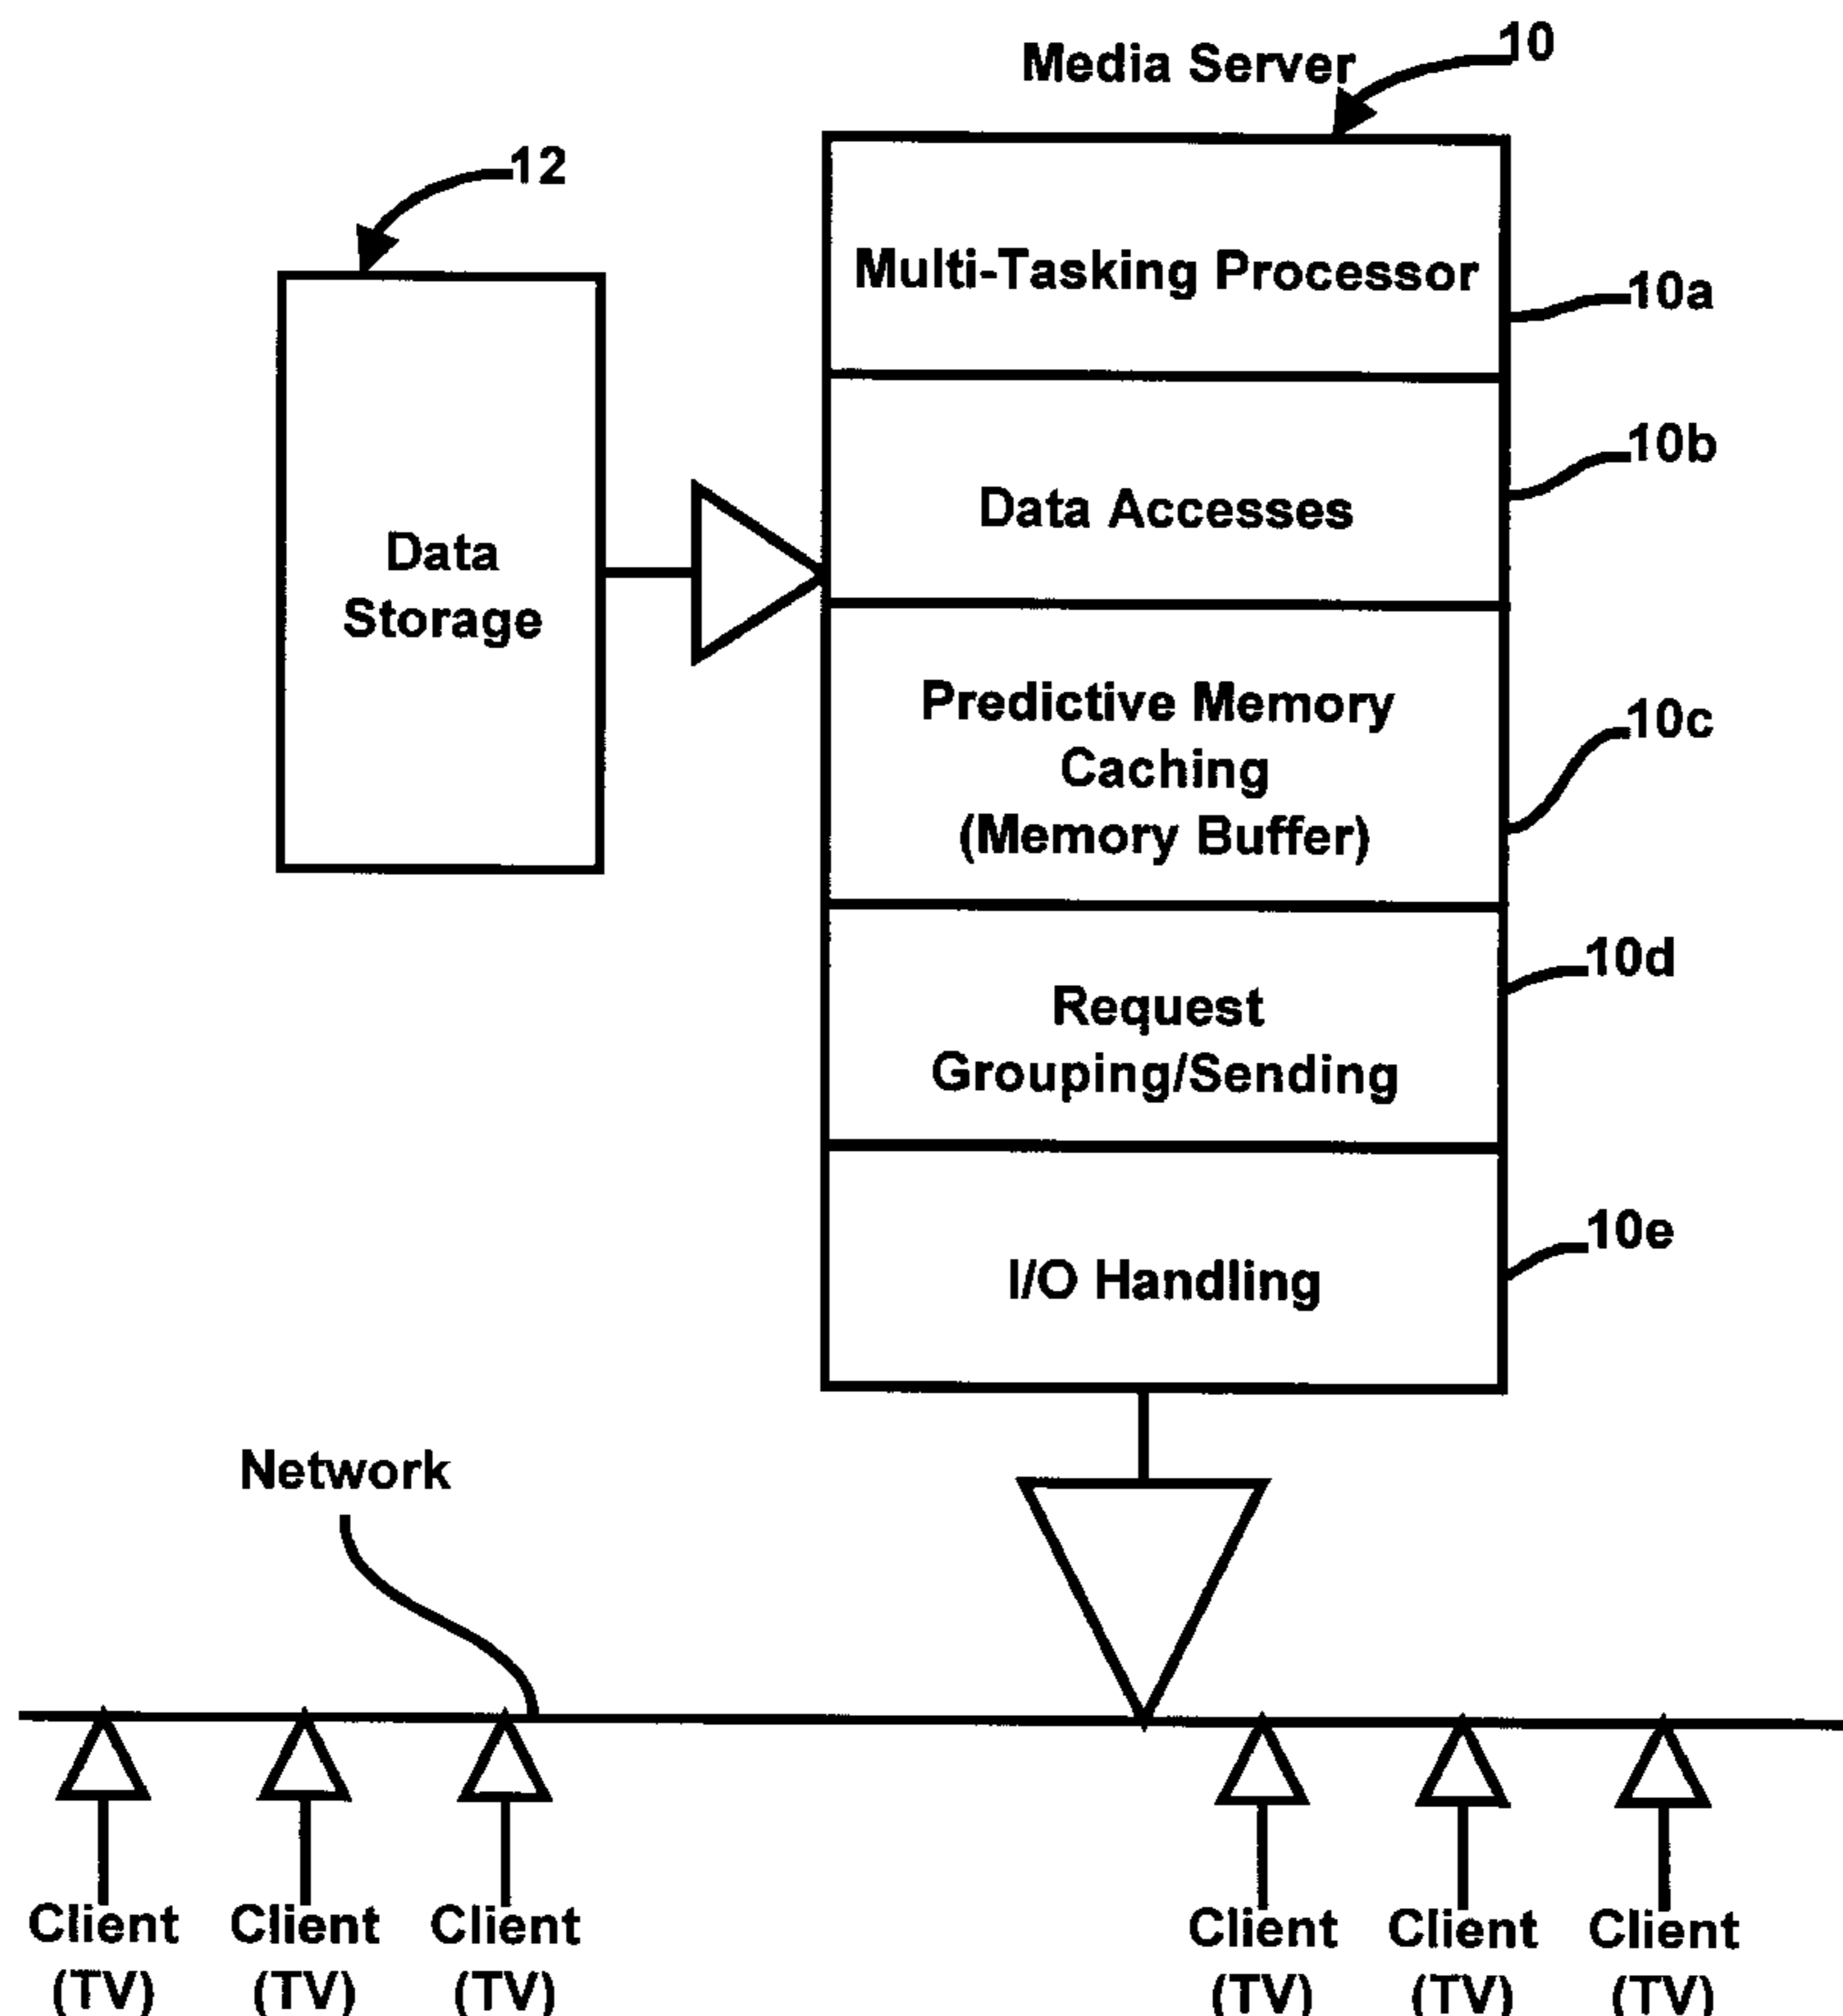 Media Server
10
12
Multi-Tasking Processor
10a
10b
Data Accesses
Data
Storage
Predictive Memory
Caching
(Memory Buffer)
10c
10d
Request
Grouping/Sending
10e
I/O Handling
Network
Client
(TV)
Client
(TV)
Client
(TV)
Client
(TV)
Client
(TV)
Client
(TV)